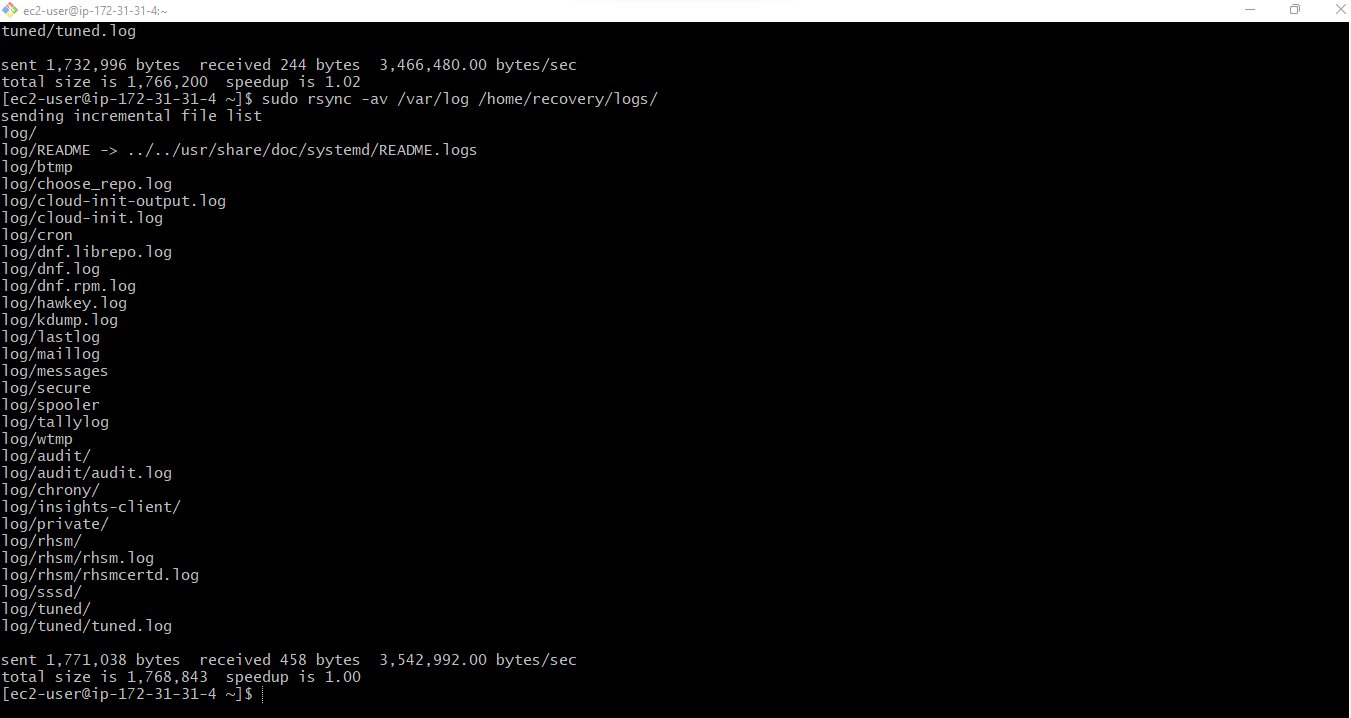 ec2-user@ip-172-31-31-4:~
tuned/tuned.log
sent 1,732,996 bytes  received 244 bytes  3,466,480.00 bytes/sec
total size is 1,766,200  speedup is 1.02
[ec2-user@ip-172-31-31-4 ~]$ sudo rsync -av /var/log /home/recovery/logs/
sending incremental file list
log/
log/README -> ../../usr/share/doc/systemd/README.logs
log/btmp
log/choose_repo.log
log/cloud-init-output.log
log/cloud-init.log
log/cron
log/dnf.librepo.log
log/dnf.log
log/dnf.rpm.log
log/hawkey.log
log/kdump.log
log/lastlog
log/maillog
log/messages
log/secure
log/spooler
log/tallylog
log/wtmp
log/audit/
log/audit/audit.log
log/chrony/
log/insights-client/
log/private/
log/rhsm/
log/rhsm/rhsm.log
log/rhsm/rhsmcertd.log
log/sssd/
log/tuned/
log/tuned/tuned.log
sent 1,771,038 bytes  received 458 bytes  3,542,992.00 bytes/sec
total size is 1,768,843  speedup is 1.00
[ec2-user@ip-172-31-31-4 ~]$